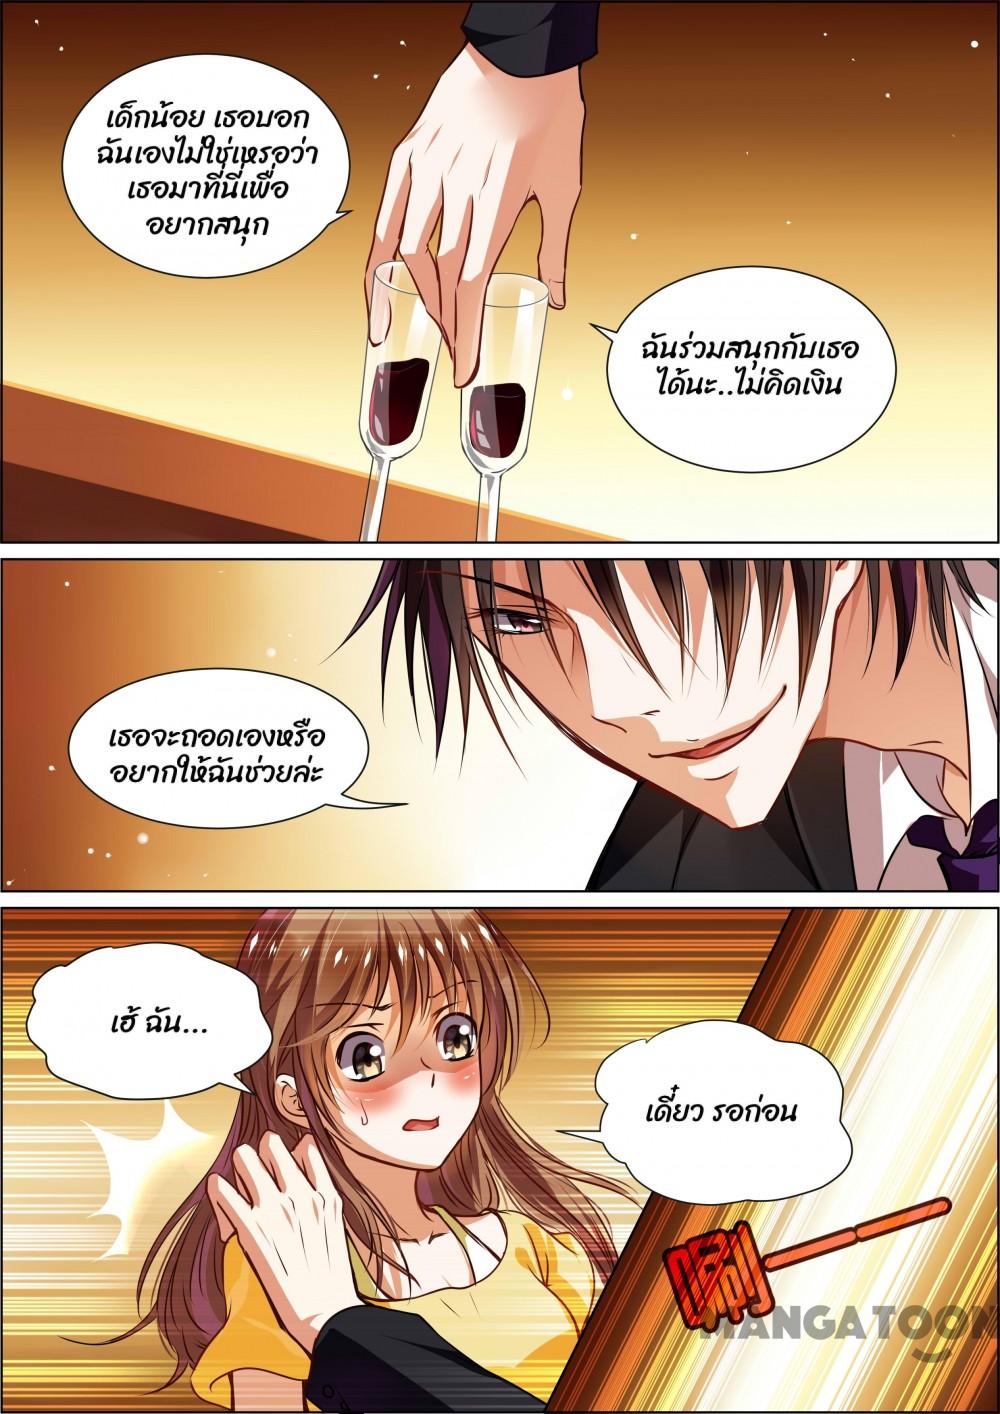 เด็กน้อย เธอบอก
ฉันเองไม่ใช่เหรอว่า
เธอมาที่นี่เพื่อ
อยากสนุก
ฉันร่วมสนุกกับเธอ
ได้นะ..ไม่คิดเงิน
เธอจะถอดเองหรือ
อยากให้ฉันช่วยล่ะ
เฮ้ ฉัน...
เดี๋ยว รอก่อน
唰一
MANGATOON